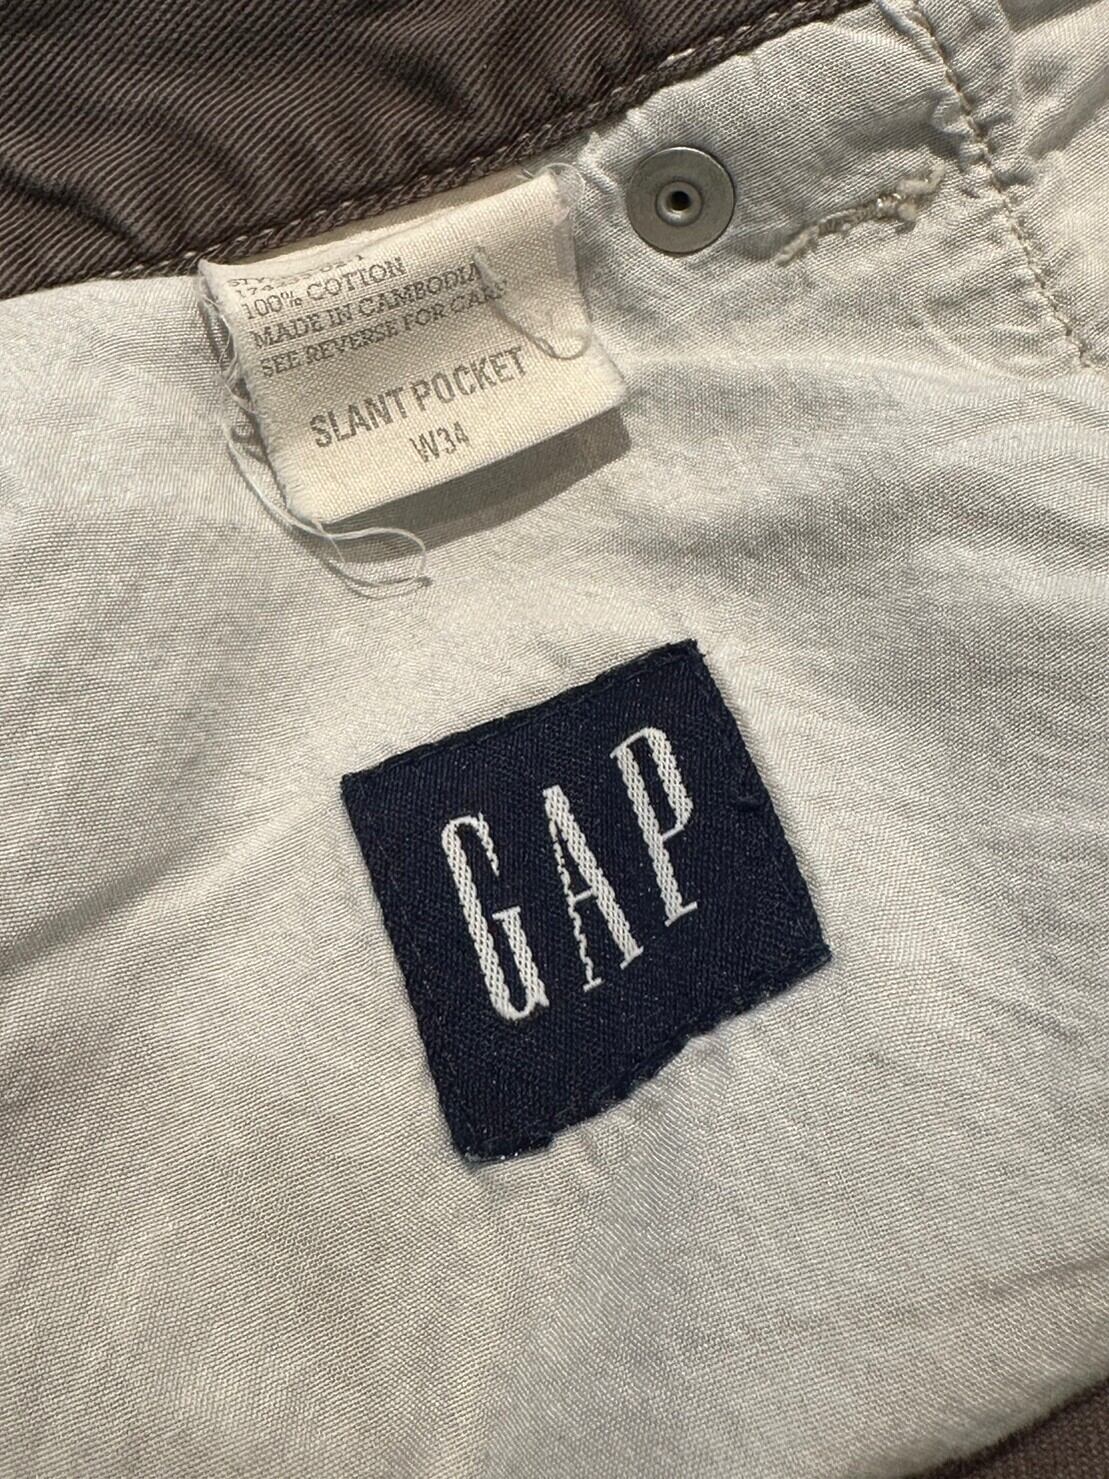 100% COTTON
MADE IN CAMBODIA
SEE REVERSE FOR CARE
SLANT POCKET
W34
GAP